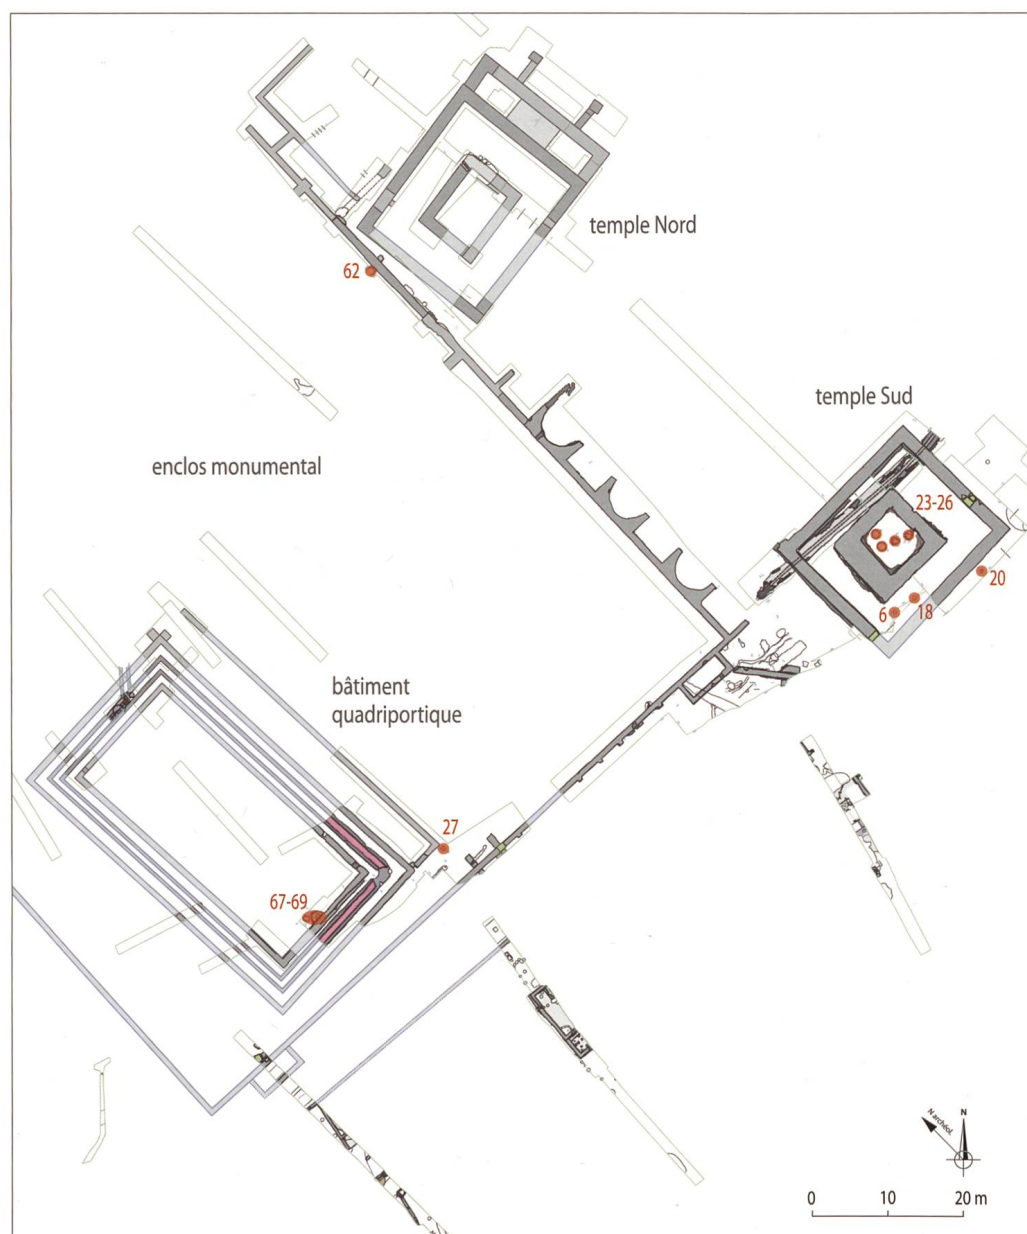 temple Nord
62
temple Sud
enclos monumental
23-26
20
18
6
bâtiment
quadriportique
27
67-69
N archéol.
N
0 10 20 m